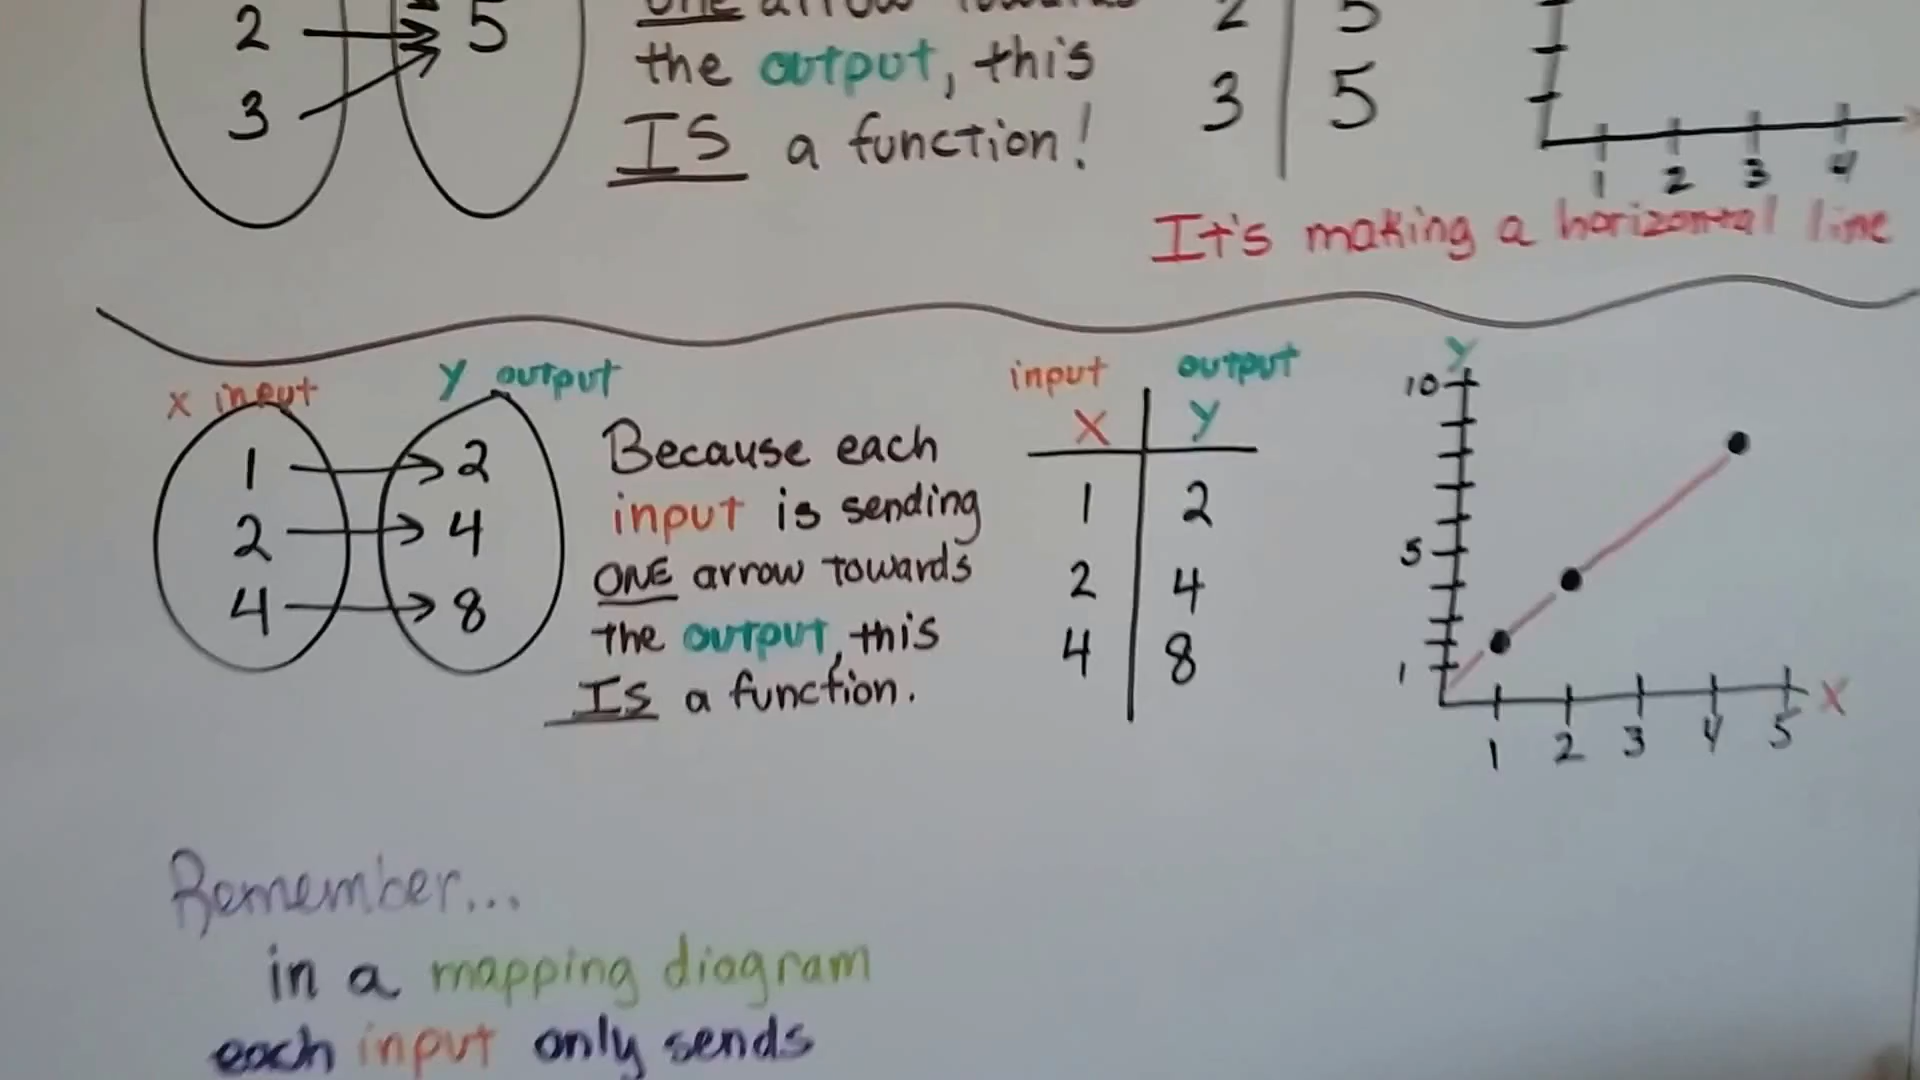 2 5
3
one arrow towards
the output, this
IS a function!
2 5
3 5
1 2 3 4
It's making a horizontal line
x input y output
1 2
2 4
4 8
Because each
input is sending
ONE arrow towards
the output, this
IS a function.
input output
X Y
1 2
2 4
4 8
Y
10
5
1
1 2 3 4 5 X
Remember...
in a mapping diagram
each input only sends